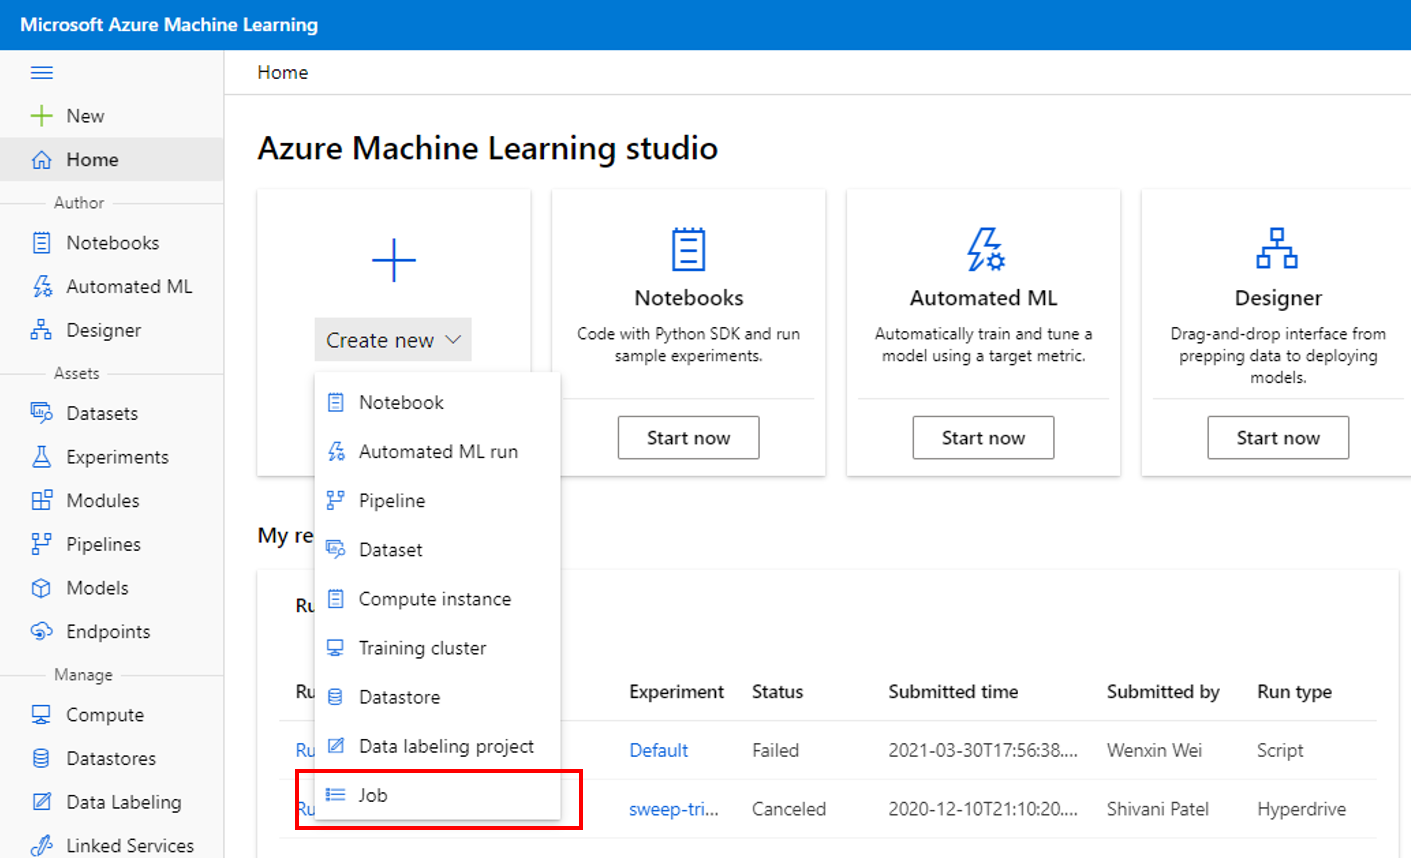 Microsoft Azure Machine Learning
New
Home
Author
Notebooks
Automated ML
Designer
Assets
Datasets
Experiments
Modules
Pipelines
Models
Endpoints
Manage
Compute
Datastores
Data Labeling
Linked Services
Home
Azure Machine Learning studio
Create new
Notebook
Automated ML run
Pipeline
Dataset
Compute instance
Training cluster
Datastore
Data labeling project
Job
Notebooks
Code with Python SDK and run
sample experiments.
Start now
Automated ML
Automatically train and tune a
model using a target metric.
Start now
Designer
Drag-and-drop interface from
prepping data to deploying
models.
Start now
My re
Ru
Ru Experiment Status Submitted time Submitted by Run type
Ru Default Failed 2021-03-30T17:56:38.... Wenxin Wei Script
Ru sweep-tri... Canceled 2020-12-10T21:10:20.... Shivani Patel Hyperdrive